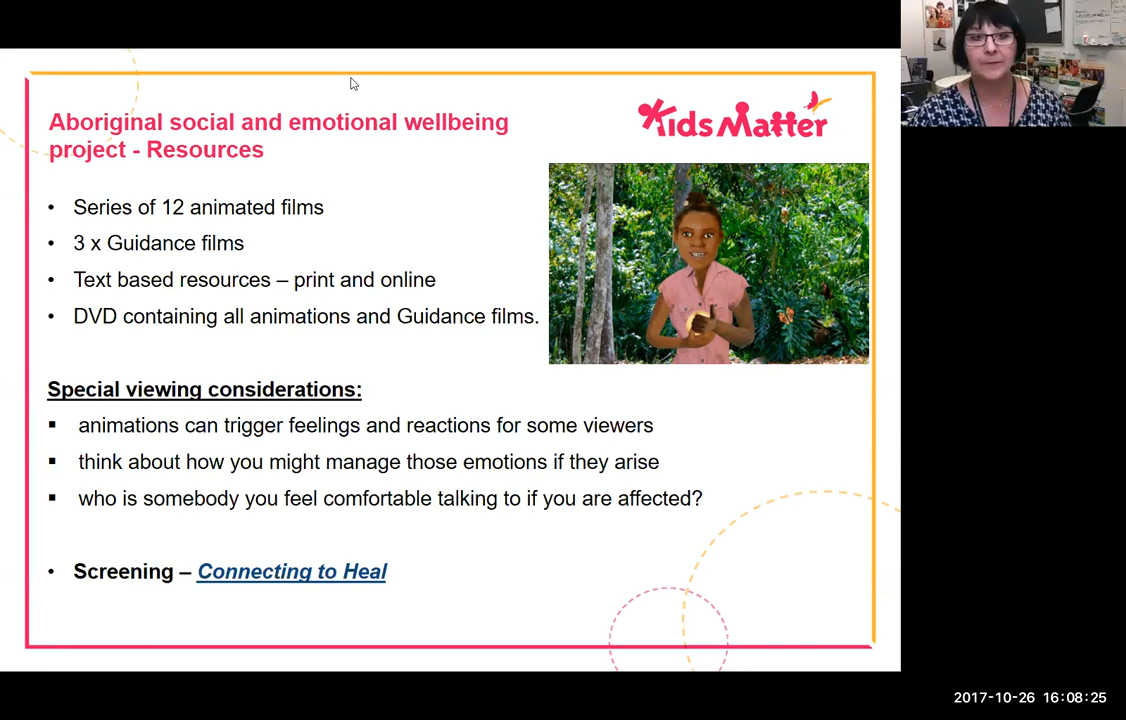 Aboriginal social and emotional wellbeing
project - Resources
KidsMatter
• Series of 12 animated films
• 3 x Guidance films
• Text based resources – print and online
• DVD containing all animations and Guidance films.
Special viewing considerations:
▪ animations can trigger feelings and reactions for some viewers
▪ think about how you might manage those emotions if they arise
▪ who is somebody you feel comfortable talking to if you are affected?
• Screening – Connecting to Heal
2017-10-26 16:08:25